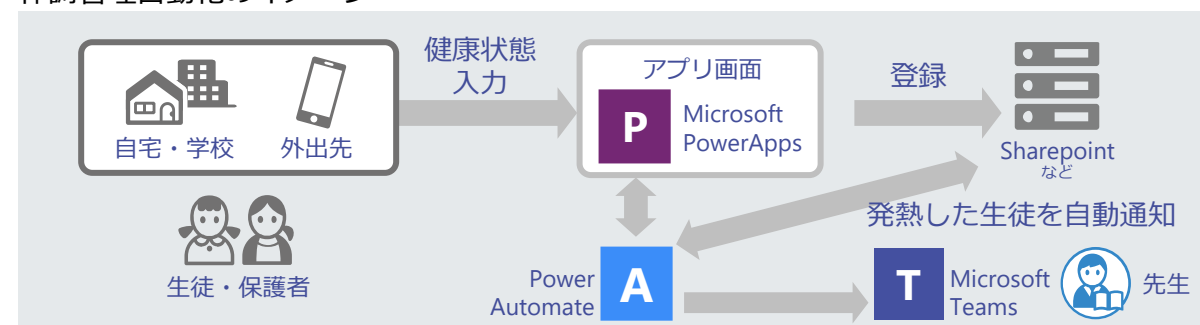 健康状態
入力
アプリ画面
登録
P
Microsoft
PowerApps
自宅・学校
外出先
Sharepoint
など
発熱した生徒を自動通知
生徒・保護者
Power
Automate
A
T
Microsoft
Teams
先生